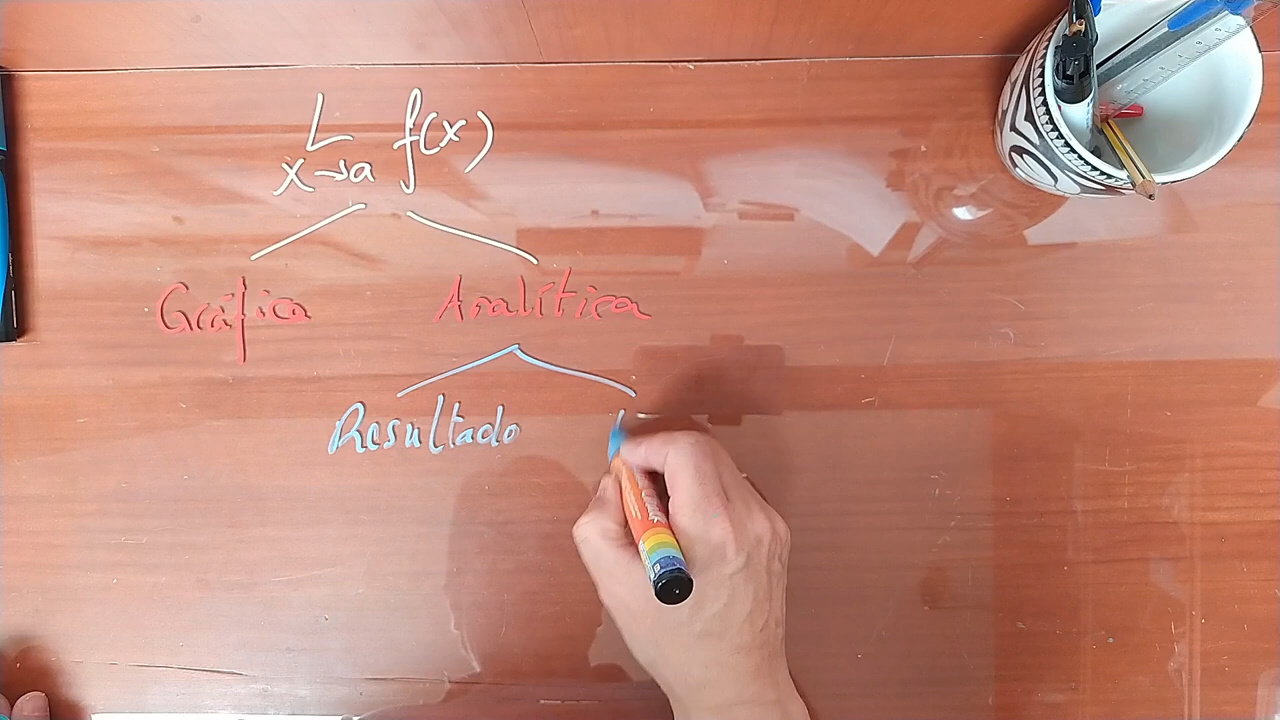 L f(x)
x→a
Gráfica Analítica
Resultado